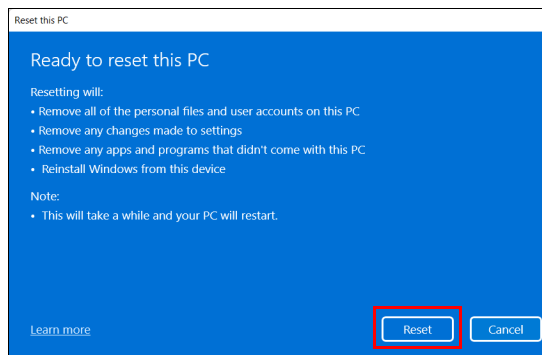 Reset this PC
Ready to reset this PC
Resetting will:
• Remove all of the personal files and user accounts on this PC
• Remove any changes made to settings
• Remove any apps and programs that didn't come with this PC
• Reinstall Windows from this device
Note:
• This will take a while and your PC will restart.
Learn more
Reset
Cancel